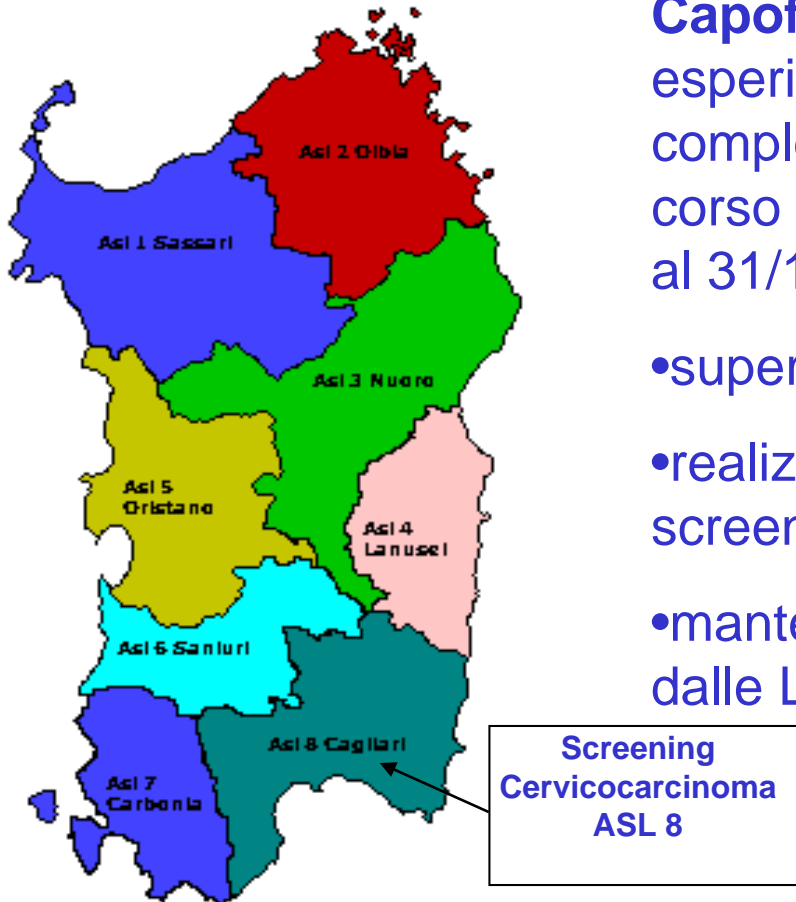 Capof
esperi
comple
corso
al 31/1
•super
•realiz
screen
•mante
dalle L
Asl 2 Olbia
Asl 1 Sassari
Asl 3 Nuoro
Asl 5
Oristano
Asl 4
Lanusei
Asl 6 Sanluri
Asl 8 Cagliari
Asl 7
Carbonia
Screening
Cervicocarcinoma
ASL 8